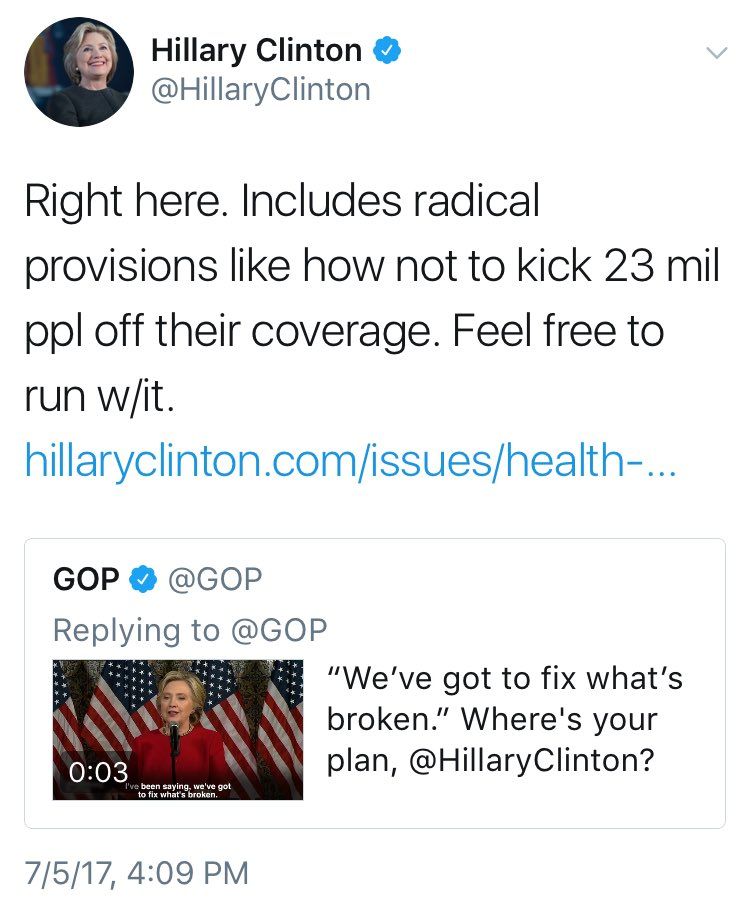 Hillary Clinton
@HillaryClinton
Right here. Includes radical
provisions like how not to kick 23 mil
ppl off their coverage. Feel free to
run w/it.
hillaryclinton.com/issues/health-...
GOP @GOP
Replying to @GOP
0:03
I've been saying, we've got
to fix what's broken.
“We’ve got to fix what’s
broken.” Where's your
plan, @HillaryClinton?
7/5/17, 4:09 PM